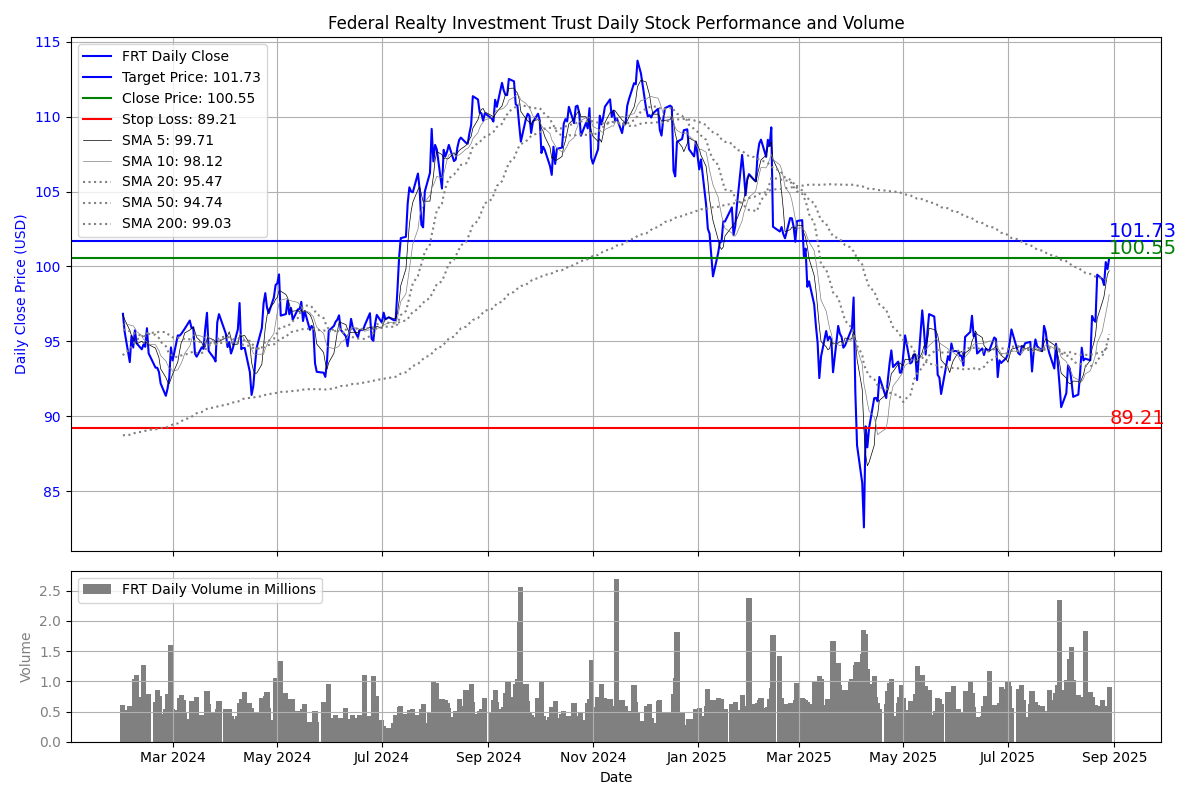 Federal Realty Investment Trust Daily Stock Performance and Volume
115
110
105
100
95
90
85
Daily Close Price (USD)
FRT Daily Close
Target Price: 101.73
Close Price: 100.55
Stop Loss: 89.21
SMA 5: 99.71
SMA 10: 98.12
SMA 20: 95.47
SMA 50: 94.74
SMA 200: 99.03
101.73
100.55
89.21
FRT Daily Volume in Millions
2.5
2.0
1.5
1.0
0.5
0.0
Volume
Mar 2024
May 2024
Jul 2024
Sep 2024
Nov 2024
Jan 2025
Mar 2025
May 2025
Jul 2025
Sep 2025
Date